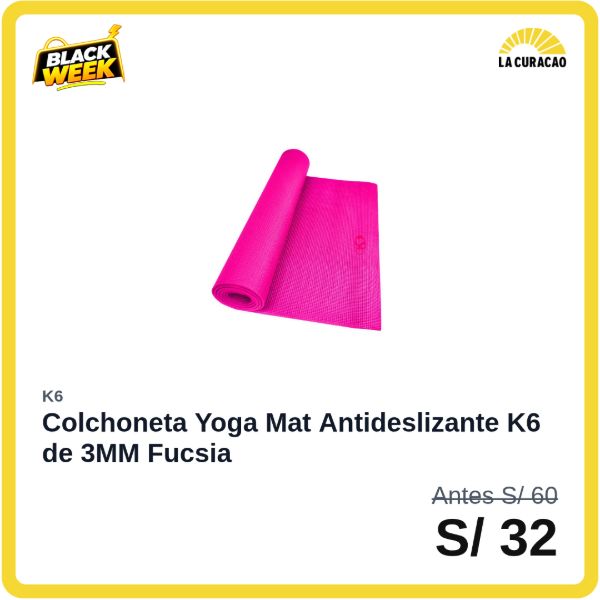 BLACK
WEEK
LA CURACAO
K6
Colchoneta Yoga Mat Antideslizante K6
de 3MM Fucsia
Antes S/ 60
S/ 32